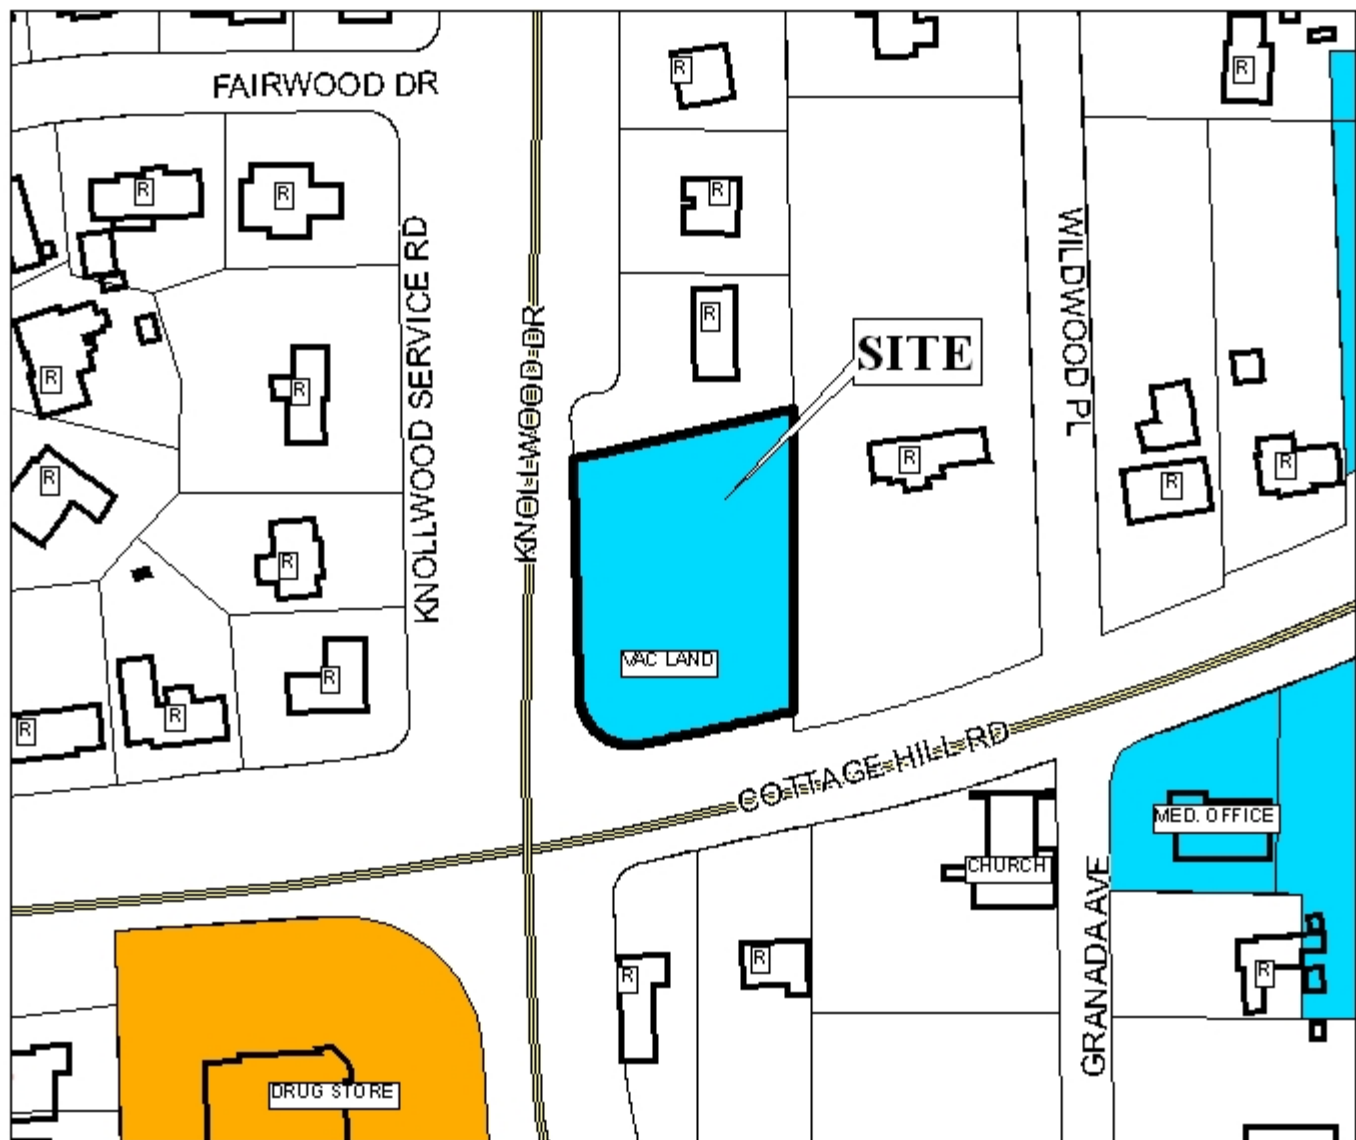 FAIRWOOD DR
R
R
R
R
R
KNOLLWOOD SERVICE RD
WILDWOOD PL
KNOLLWOOD DR
R
SITE
R
R
R
R
R
R
R
R
VAC LAND
R
R
R
COTTAGE HILL RD
MED. OFFICE
CHURCH
GRANADA AVE
R
R
R
DRUG STORE